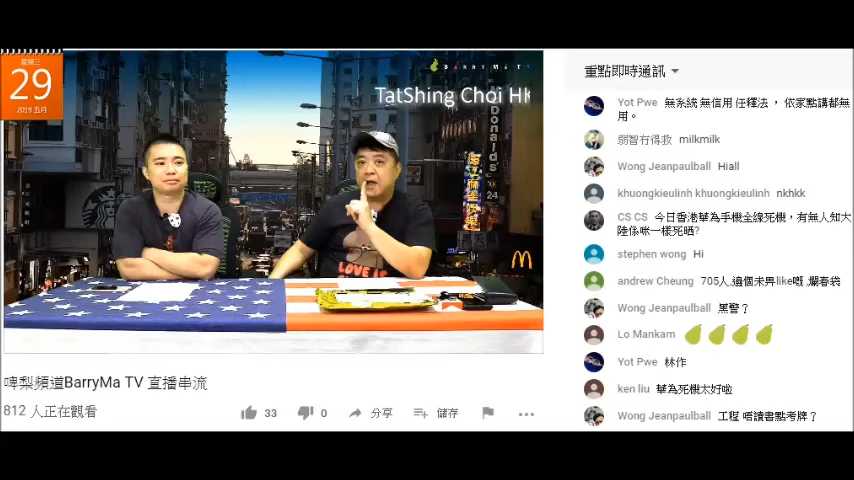 星期三
29
2019 五月
BARRYMA TV
TatShing Choi HK
McDonalds
24
重點即時通訊
Yot Pwe 無系統 無信用 任釋法 , 依家點講都無
用。
弱智冇得救 milkmilk
Wong Jeanpaulball Hiall
khuongkieulinh khuongkieulinh nkhkk
CS CS 今日香港華為手機全線死機,有無人知大
陸係咪一樣死晒?
stephen wong Hi
andrew Cheung 705人,邊個未畀like嘅,
Wong Jeanpaulball 黑警?
Lo Mankam
Yot Pwe 林作
ken liu 華為死機太好啦
Wong Jeanpaulball 工程 唔讀書點考牌?
LOVE IS
啤梨頻道BarryMa TV 直播串流
812 人正在觀看
33
0
分享
儲存